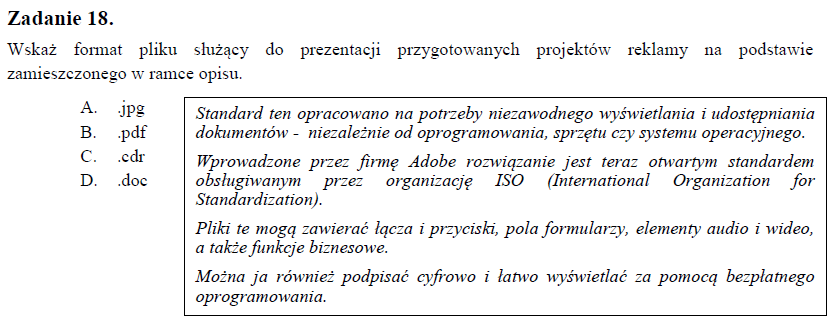 Zadanie 18.
Wskaż format pliku służący do prezentacji przygotowanych projektów reklamy na podstawie
zamieszczonego w ramce opisu.
A. .jpg
B. .pdf
C. .cdr
D. .doc
Standard ten opracowano na potrzeby niezawodnego wyświetlania i udostępniania
dokumentów - niezależnie od oprogramowania, sprzętu czy systemu operacyjnego.
Wprowadzone przez firmę Adobe rozwiązanie jest teraz otwartym standardem
obsługiwanym przez organizację ISO (International Organization for
Standardization).
Pliki te mogą zawierać łącza i przyciski, pola formularzy, elementy audio i wideo,
a także funkcje biznesowe.
Można ja również podpisać cyfrowo i łatwo wyświetlać za pomocą bezpłatnego
oprogramowania.